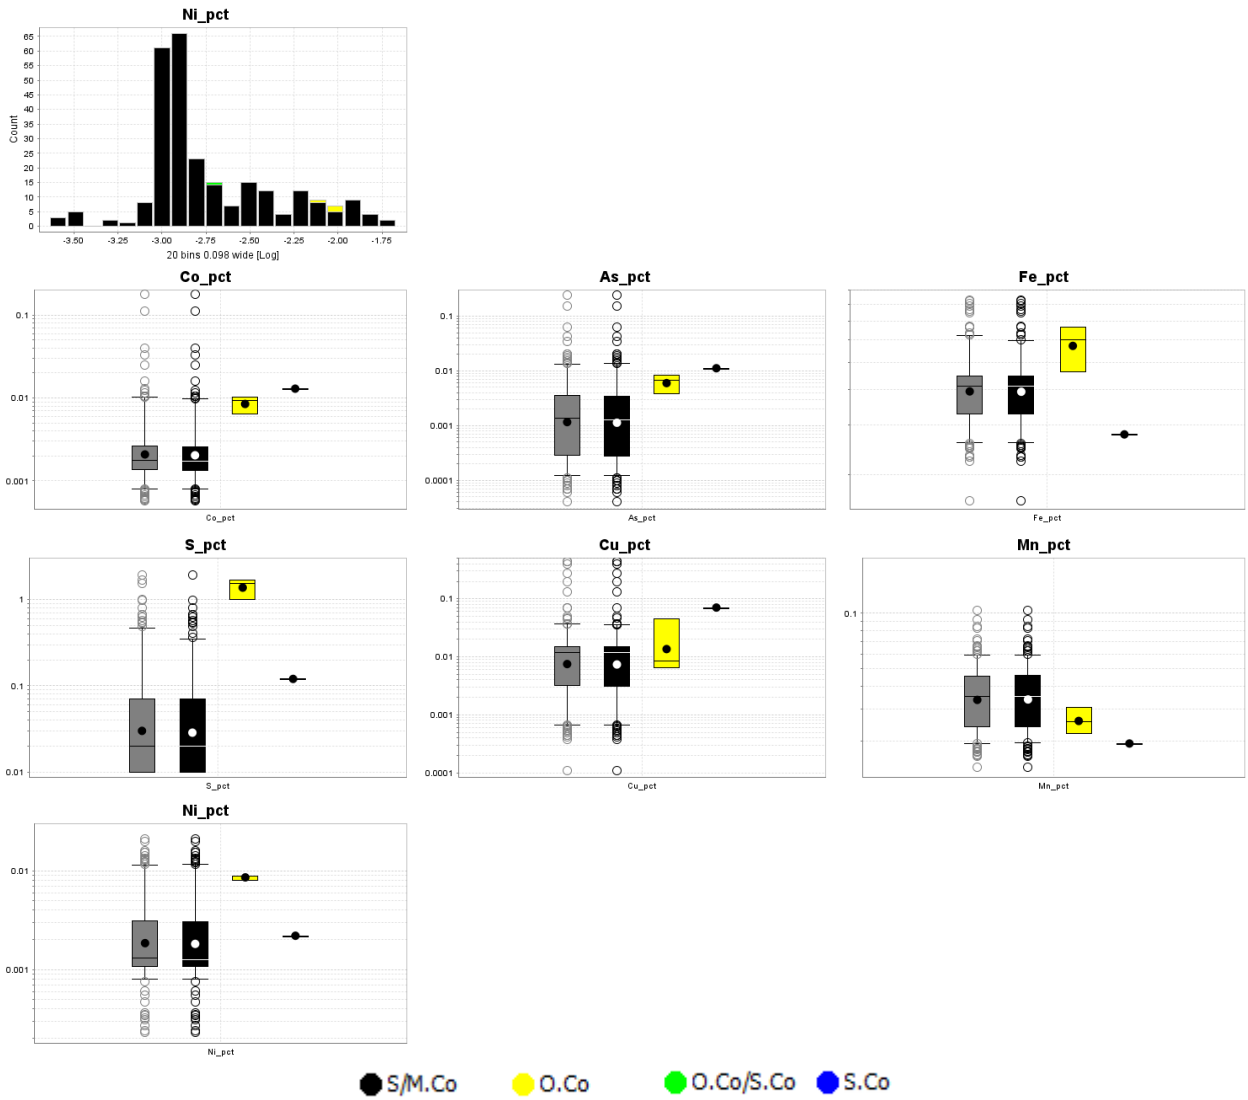 Ni_pct
65
60
55
50
45
40
35
30
25
20
15
10
5
0
Count
-3.50 -3.25 -3.00 -2.75 -2.50 -2.25 -2.00 -1.75
20 bins 0.098 wide [Log]
Co_pct
0.1
0.01
0.001
Co_pct
As_pct
0.1
0.01
0.001
0.0001
As_pct
Fe_pct
Fe_pct
S_pct
1
0.1
0.01
S_pct
Cu_pct
0.1
0.01
0.001
0.0001
Cu_pct
Mn_pct
0.1
Mn_pct
Ni_pct
0.01
0.001
Ni_pct
S/M.Co O.Co O.Co/S.Co S.Co